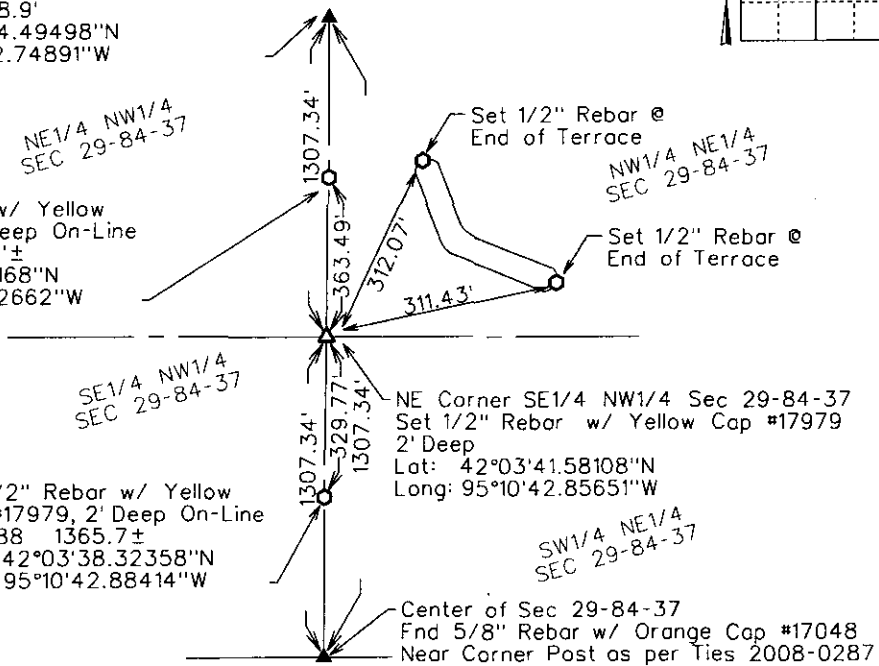 8.9'
4.49498"N
2.74891"W
NE1/4 NW1/4
SEC 29-84-37
1307.34'
Set 1/2" Rebar @
End of Terrace
NW1/4 NE1/4
SEC 29-84-37
w/ Yellow
eep On-Line
'±
168"N
2662"W
363.49'
312.07'
Set 1/2" Rebar @
End of Terrace
311.43'
SE1/4 NW1/4
SEC 29-84-37
1307.34'
329.77'
1307.34'
NE Corner SE1/4 NW1/4 Sec 29-84-37
Set 1/2" Rebar w/ Yellow Cap #17979
2' Deep
Lat: 42°03'41.58108"N
Long: 95°10'42.85651"W
/2" Rebar w/ Yellow
#17979, 2' Deep On-Line
88 1365.7±
42°03'38.32358"N
95°10'42.88414"W
SW1/4 NE1/4
SEC 29-84-37
Center of Sec 29-84-37
Fnd 5/8" Rebar w/ Orange Cap #17048
Near Corner Post as per Ties 2008-0287